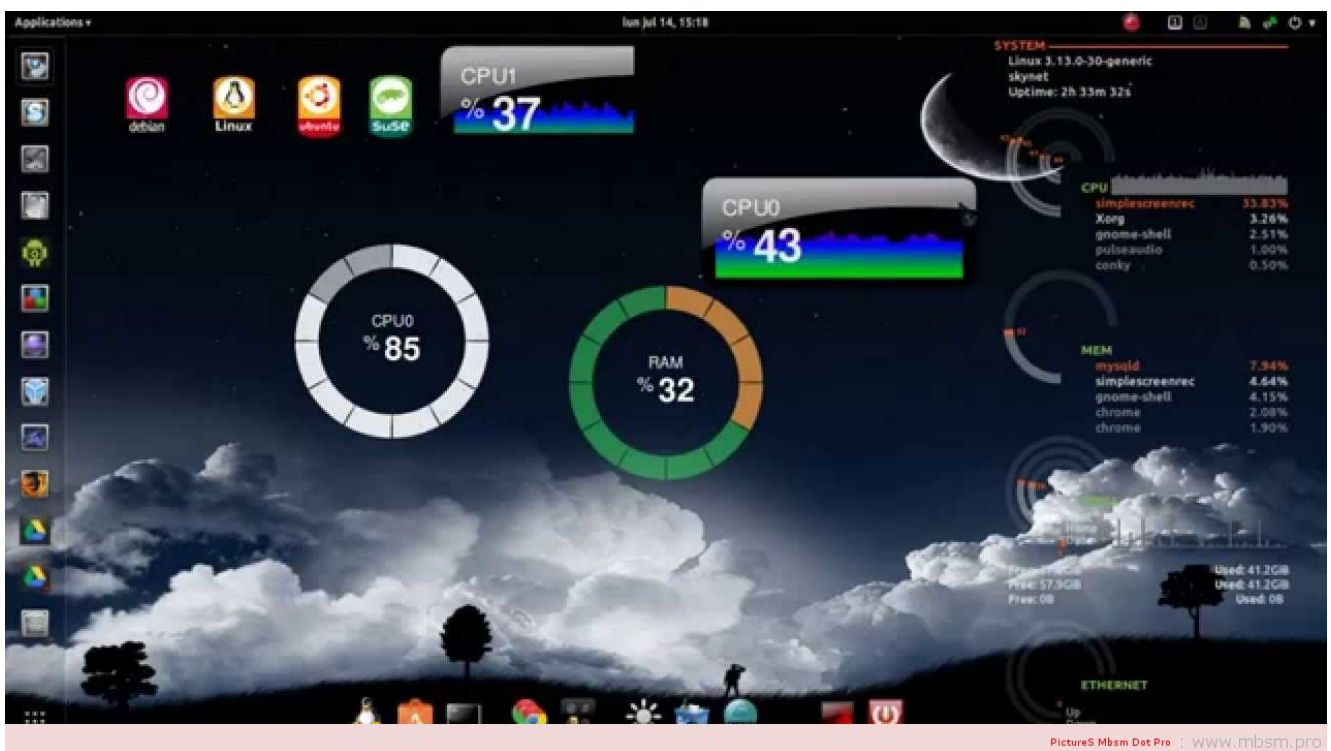 Applications ▾
lun jul 14, 15:18
1
SYSTEM
Linux 3.13.0-30-generic
skynet
Uptime: 2h 33m 32s
debian
Linux
ubuntu
SuSe
CPU1
% 37
CPU0
% 43
CPU
simplescreenrec 33.83%
Xorg 3.26%
gnome-shell 2.51%
pulseaudio 1.00%
conky 0.50%
CPU0
% 85
RAM
% 32
MEM
mysqld 7.94%
simplescreenrec 4.64%
gnome-shell 4.15%
chrome 2.08%
chrome 1.90%
Used: 41.2GiB
Free: 57.9GiB Used: 41.2GiB
Free: 0B Used: 0B
ETHERNET
Up
Down
PictureS Mbsm Dot Pro : www.mbsm.pro